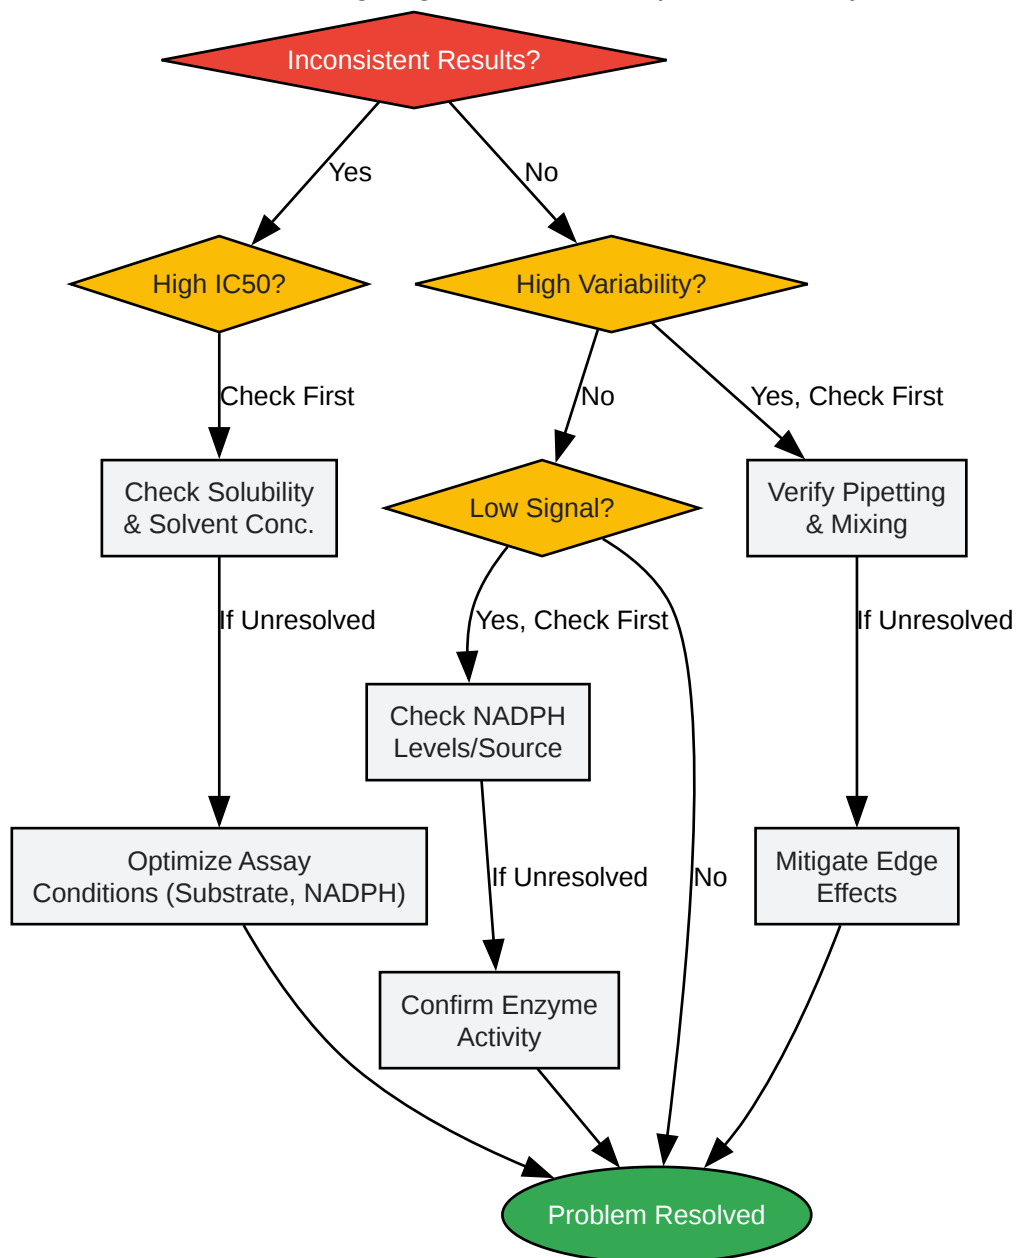 Inconsistent Results?
Yes
No
High IC50?
High Variability?
Check First
No
Yes, Check First
Check Solubility
& Solvent Conc.
Low Signal?
Verify Pipetting
& Mixing
If Unresolved
Yes, Check First
If Unresolved
Check NADPH
Levels/Source
Optimize Assay
Conditions (Substrate, NADPH)
If Unresolved
No
Mitigate Edge
Effects
Confirm Enzyme
Activity
Problem Resolved